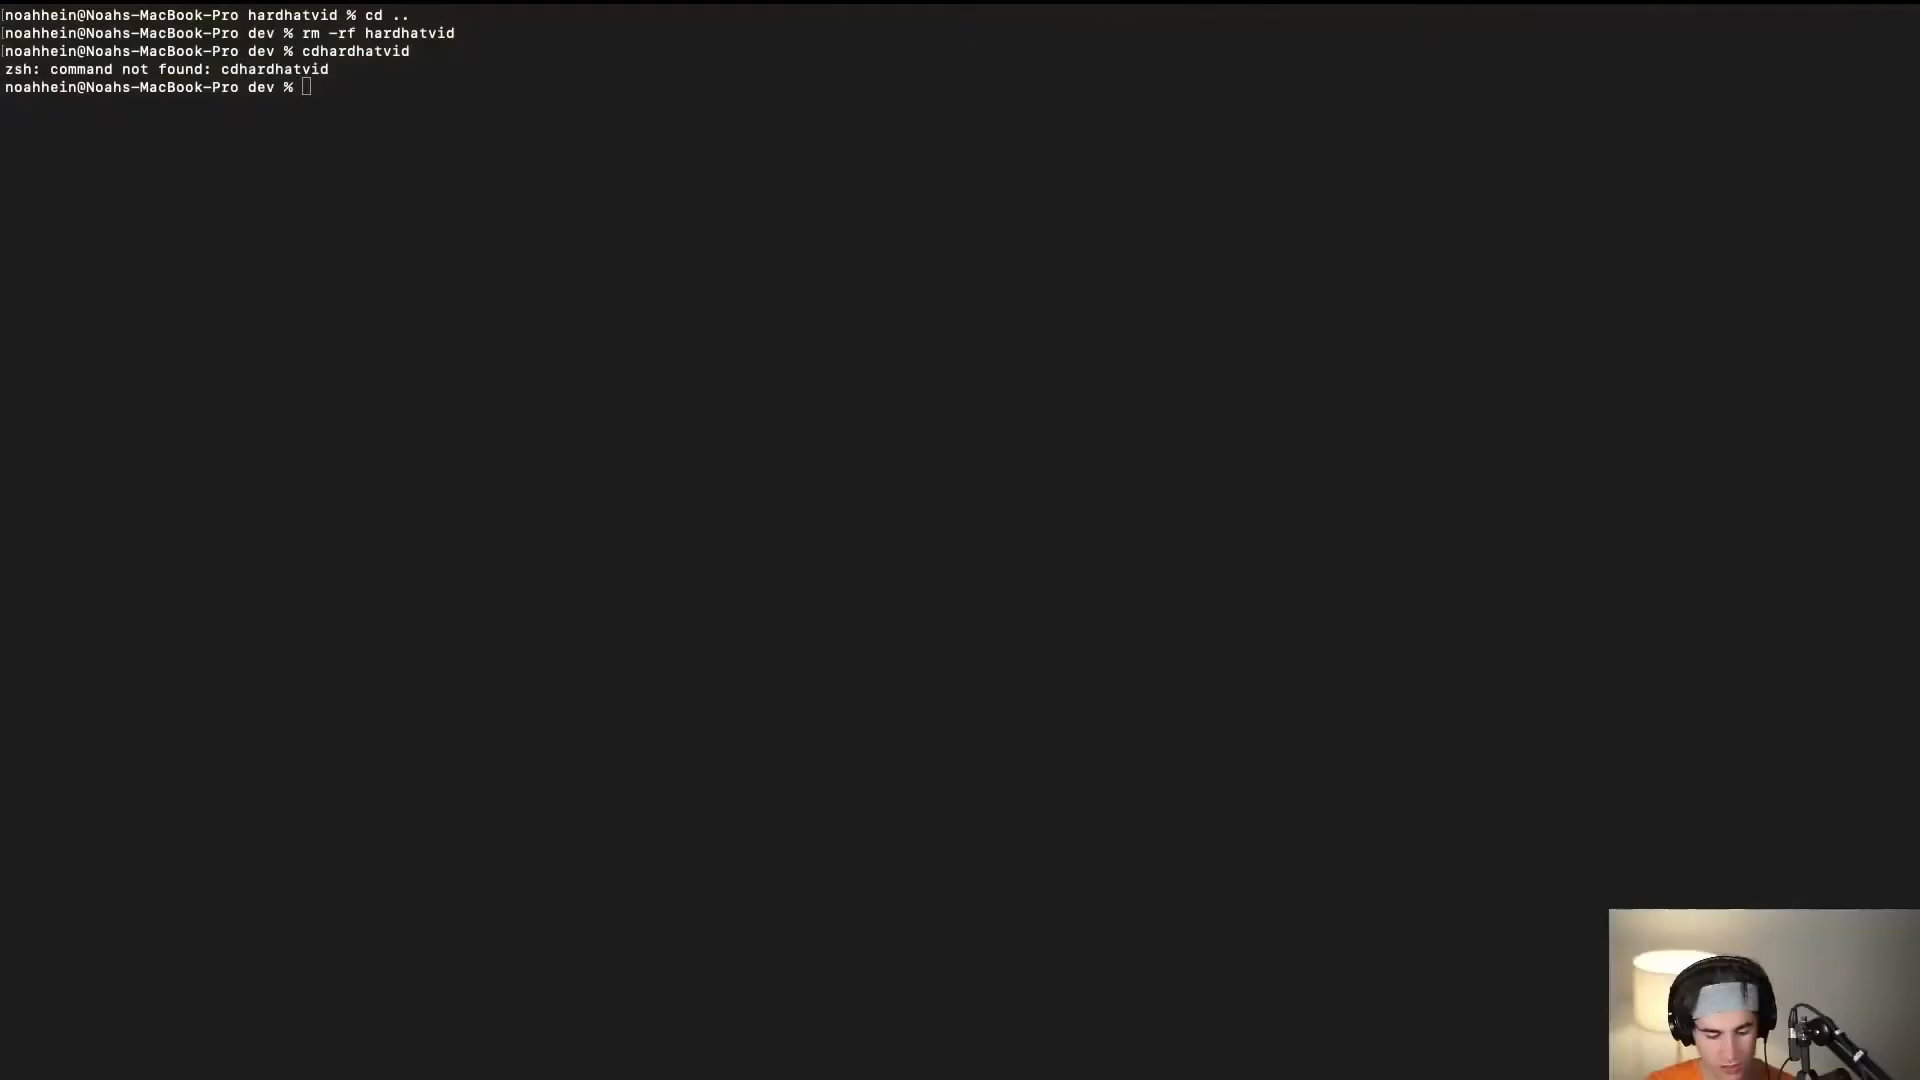 noahhein@Noahs-MacBook-Pro hardhatvid % cd ..
noahhein@Noahs-MacBook-Pro dev % rm -rf hardhatvid
noahhein@Noahs-MacBook-Pro dev % cdhardhatvid
zsh: command not found: cdhardhatvid
noahhein@Noahs-MacBook-Pro dev %